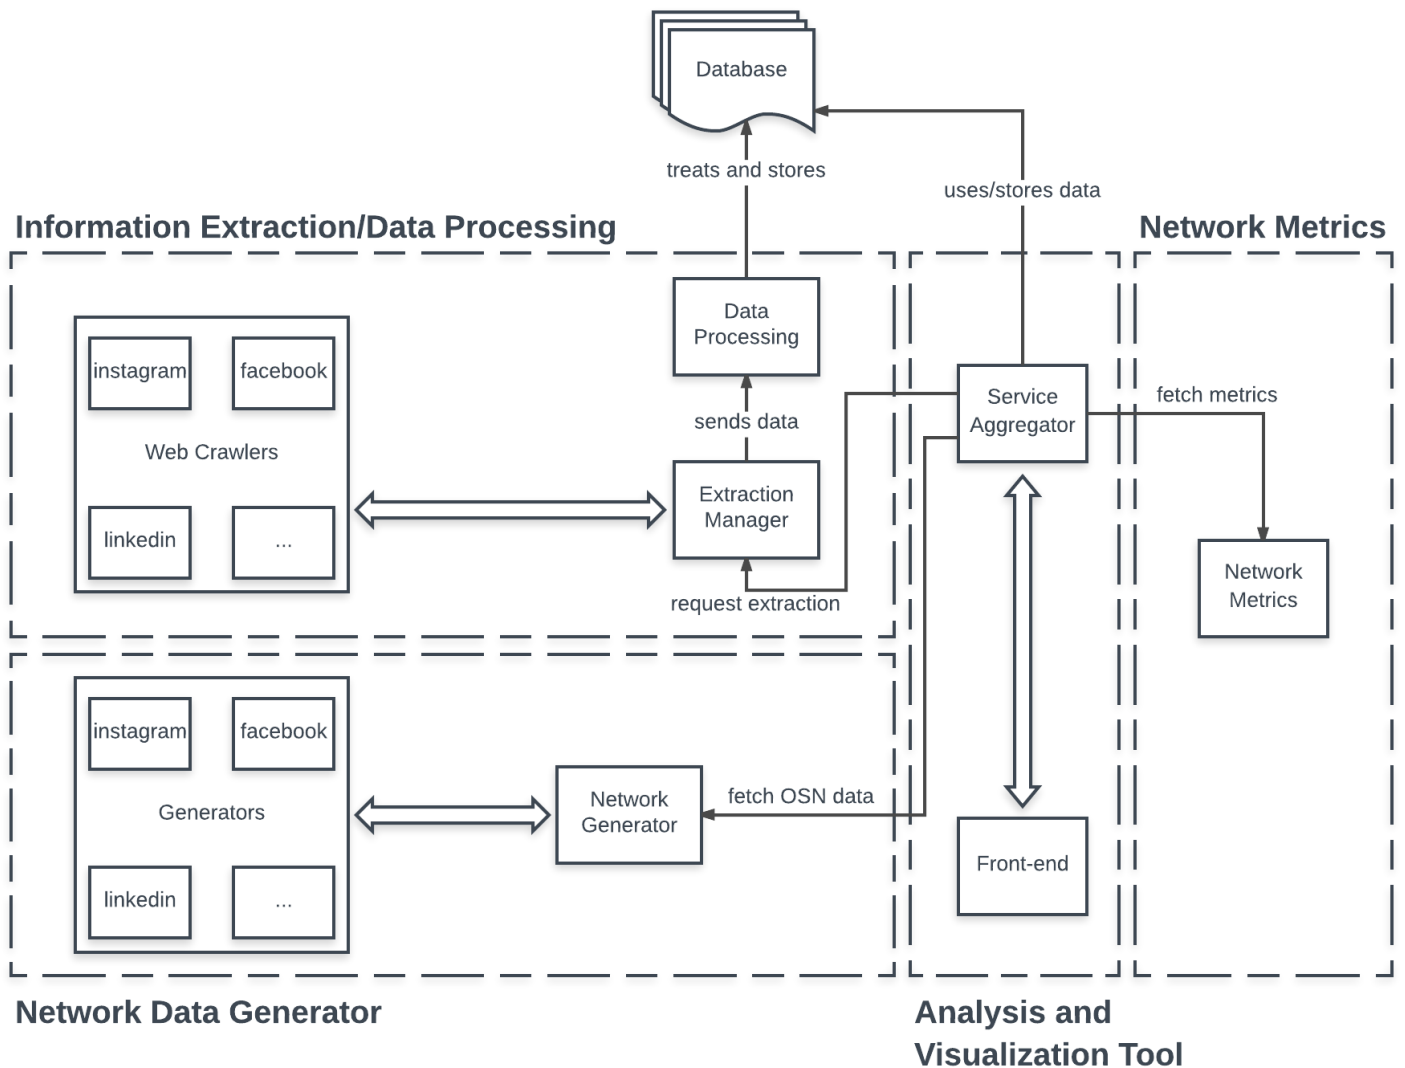 Database
treats and stores
uses/stores data
Information Extraction/Data Processing
Network Metrics
Data
Processing
instagram
facebook
Web Crawlers
linkedin
...
sends data
Extraction
Manager
request extraction
Service
Aggregator
fetch metrics
Network
Metrics
instagram
facebook
Generators
linkedin
...
Network
Generator
fetch OSN data
Front-end
Network Data Generator
Analysis and
Visualization Tool